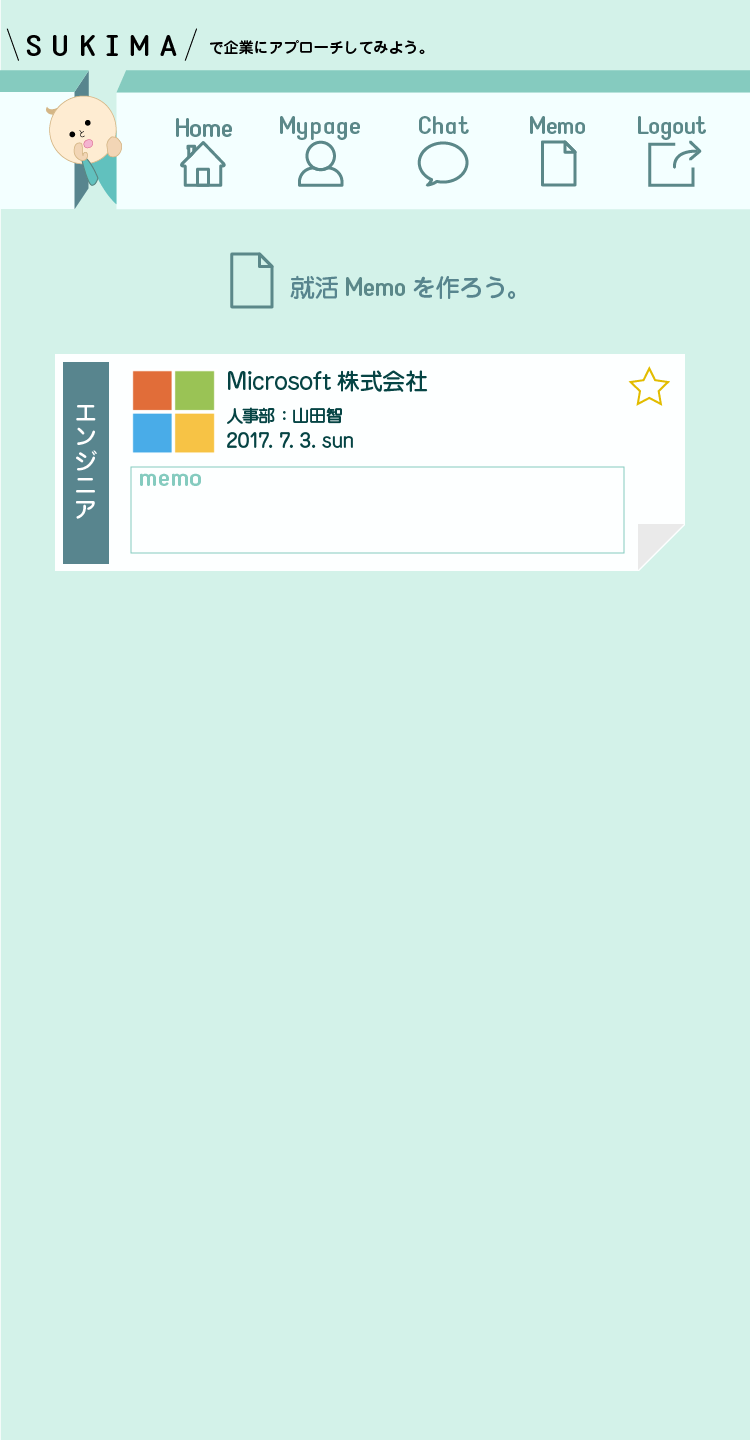 \SUKIMA/ で企業にアプローチしてみよう。
Home Mypage Chat Memo Logout
就活 Memo を作ろう。
エンジニア
Microsoft 株式会社
人事部：山田智
2017. 7. 3. sun
memo